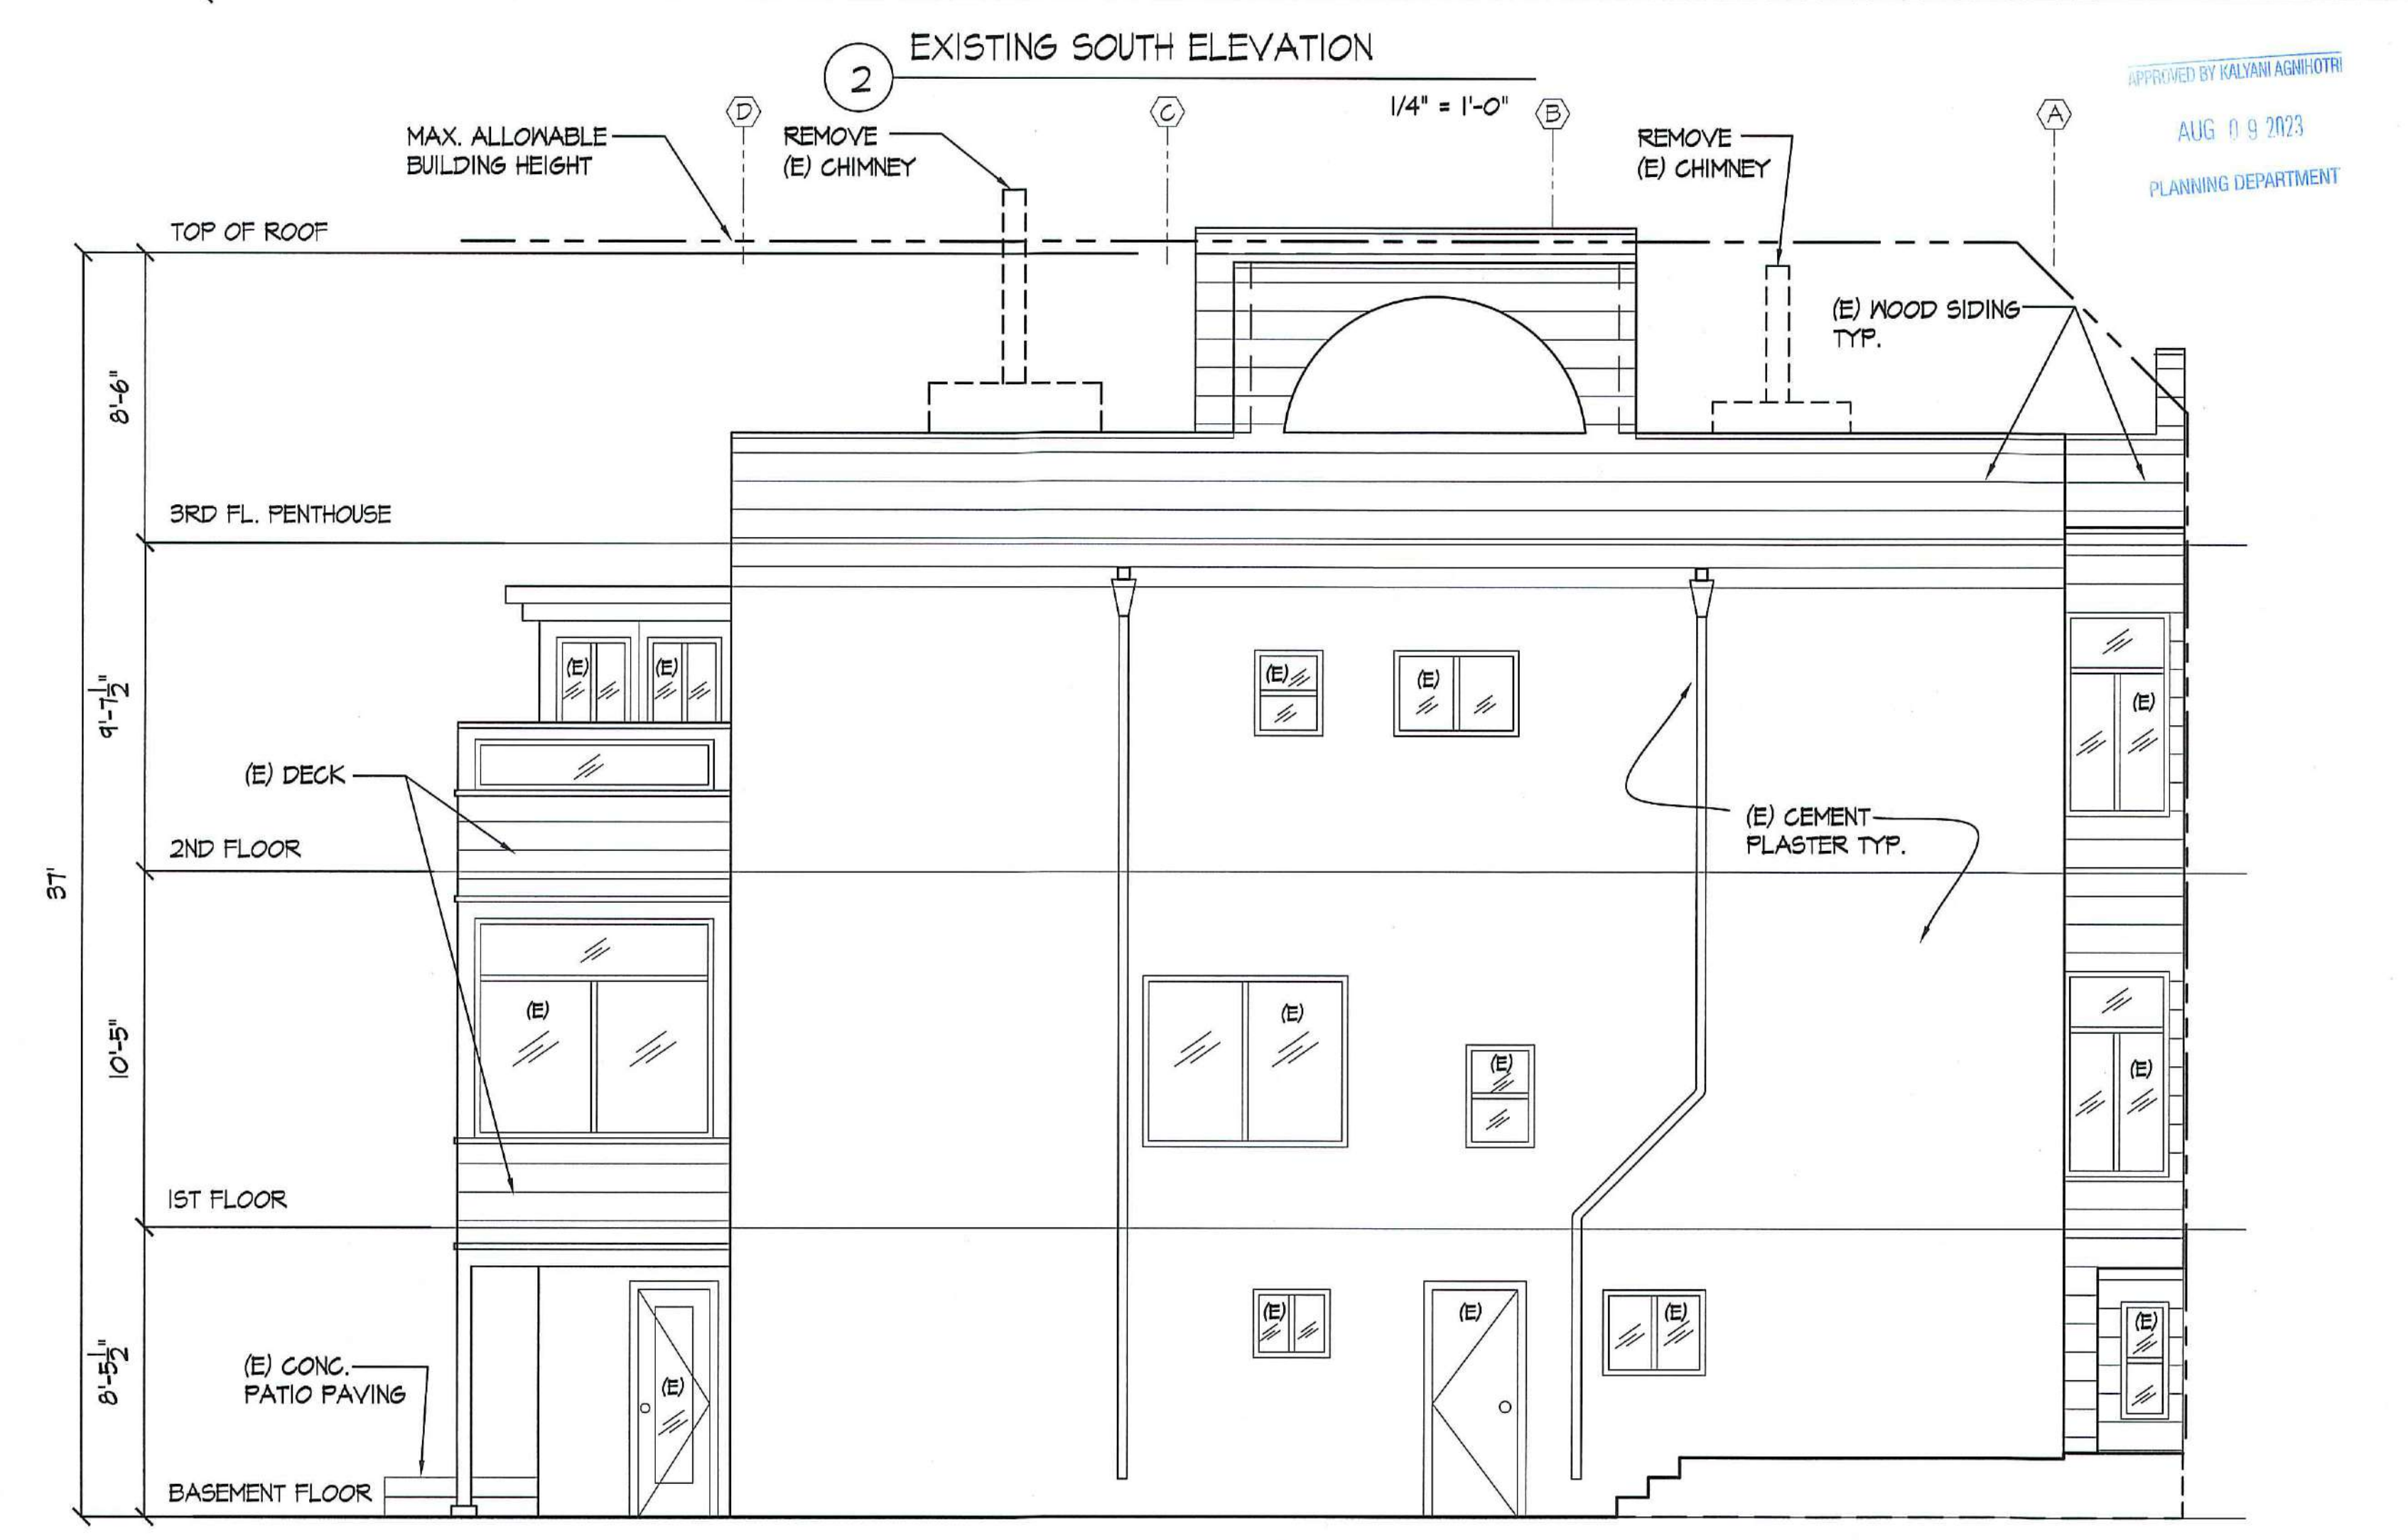 EXISTING SOUTH ELEVATION
2
1/4" = 1'-0"
APPROVED BY KALYANI AGNIHOTRI
AUG 09 2023
PLANNING DEPARTMENT
D
C
B
A
MAX. ALLOWABLE
BUILDING HEIGHT
REMOVE
(E) CHIMNEY
REMOVE
(E) CHIMNEY
TOP OF ROOF
(E) WOOD SIDING
TYP.
8'-6"
3RD FL. PENTHOUSE
(E)
(E)
(E)
(E)
(E)
9'-7 1/2"
(E) DECK
(E) CEMENT
PLASTER TYP.
2ND FLOOR
37'
(E)
(E)
(E)
(E)
10'-5"
1ST FLOOR
(E)
(E)
(E)
(E)
(E)
8'-5 1/2"
(E) CONC.
PATIO PAVING
BASEMENT FLOOR